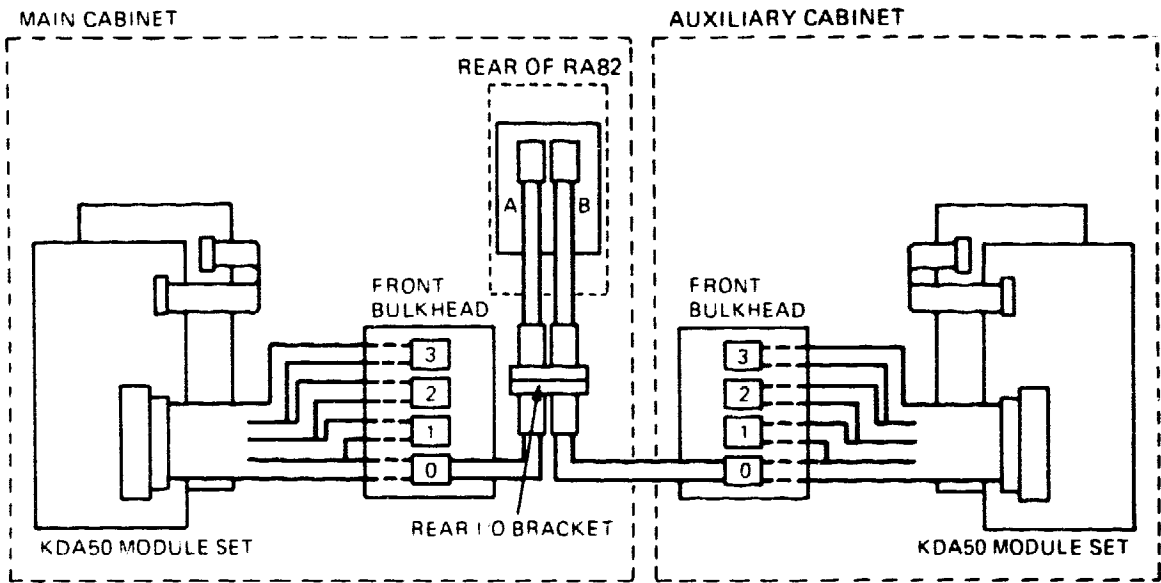 MAIN CABINET
AUXILIARY CABINET
REAR OF RA82
A
B
FRONT
BULKHEAD
3
2
1
0
FRONT
BULKHEAD
3
2
1
0
REAR I/O BRACKET
KDA50 MODULE SET
KDA50 MODULE SET